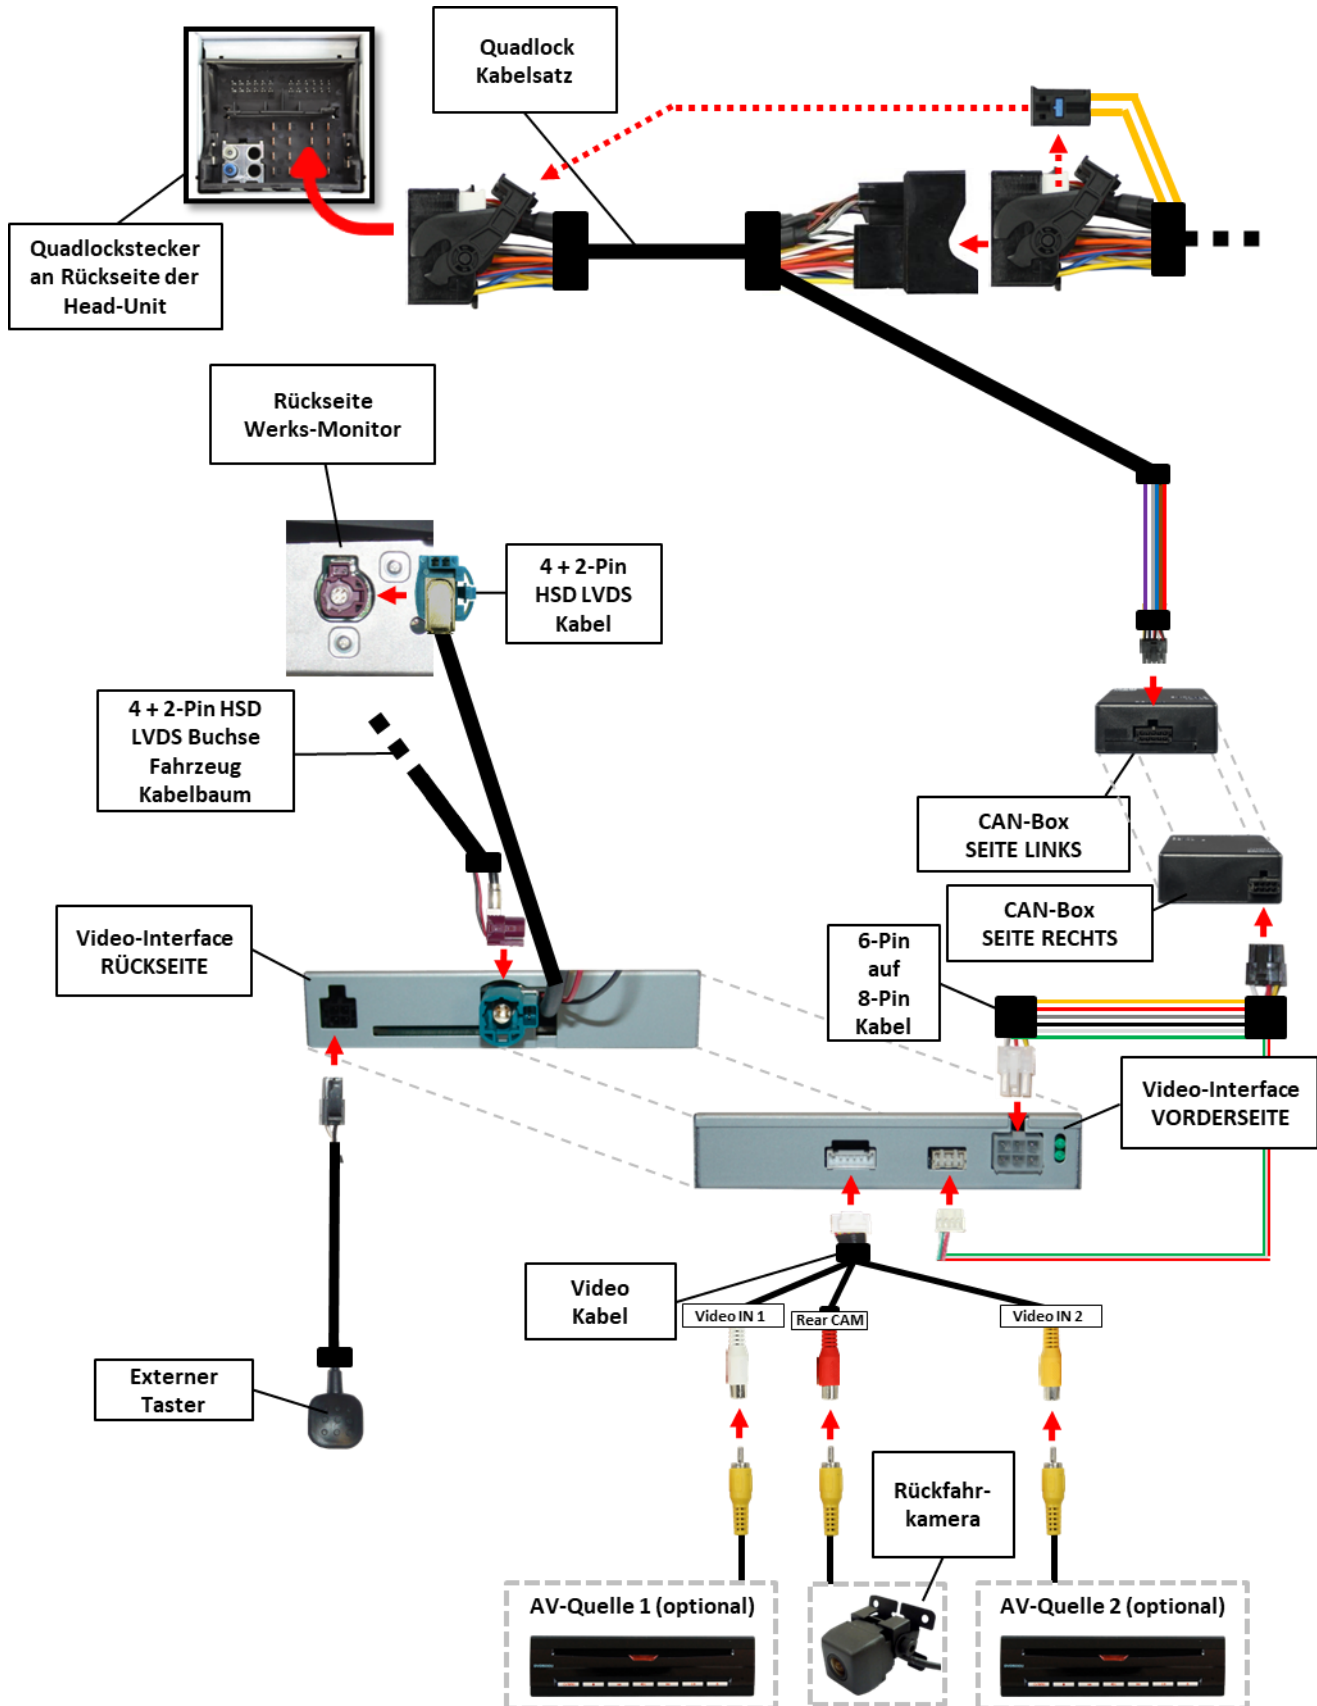 Quadlock
Kabelsatz
Quadlockstecker
an Rückseite der
Head-Unit
Rückseite
Werks-Monitor
4 + 2-Pin
HSD LVDS
Kabel
4 + 2-Pin HSD
LVDS Buchse
Fahrzeug
Kabelbaum
CAN-Box
SEITE LINKS
CAN-Box
SEITE RECHTS
Video-Interface
RÜCKSEITE
6-Pin
auf
8-Pin
Kabel
Video-Interface
VORDERSEITE
Video
Kabel
Video IN 1
Rear CAM
Video IN 2
Externer
Taster
Rückfahr-
kamera
AV-Quelle 1 (optional)
AV-Quelle 2 (optional)